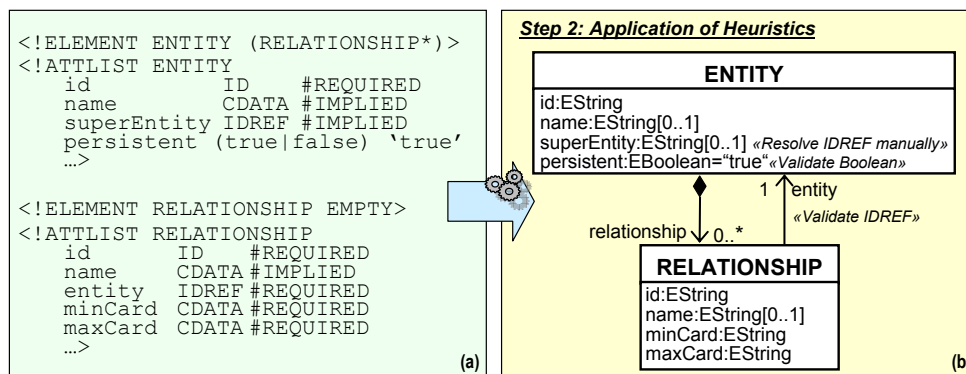 <!ELEMENT ENTITY (RELATIONSHIP*)>
<!ATTLIST ENTITY
id ID #REQUIRED
name CDATA #IMPLIED
superEntity IDREF #IMPLIED
persistent (true|false) ‘true’
…>
<!ELEMENT RELATIONSHIP EMPTY>
<!ATTLIST RELATIONSHIP
id ID #REQUIRED
name CDATA #IMPLIED
entity IDREF #REQUIRED
minCard CDATA #REQUIRED
maxCard CDATA #REQUIRED
…>
(a)
Step 2: Application of Heuristics
ENTITY
id:EString
name:EString[0..1]
superEntity:EString[0..1] «Resolve IDREF manually»
persistent:EBoolean=“true“ «Validate Boolean»
1 entity
«Validate IDREF»
relationship 0..*
RELATIONSHIP
id:EString
name:EString[0..1]
minCard:EString
maxCard:EString
(b